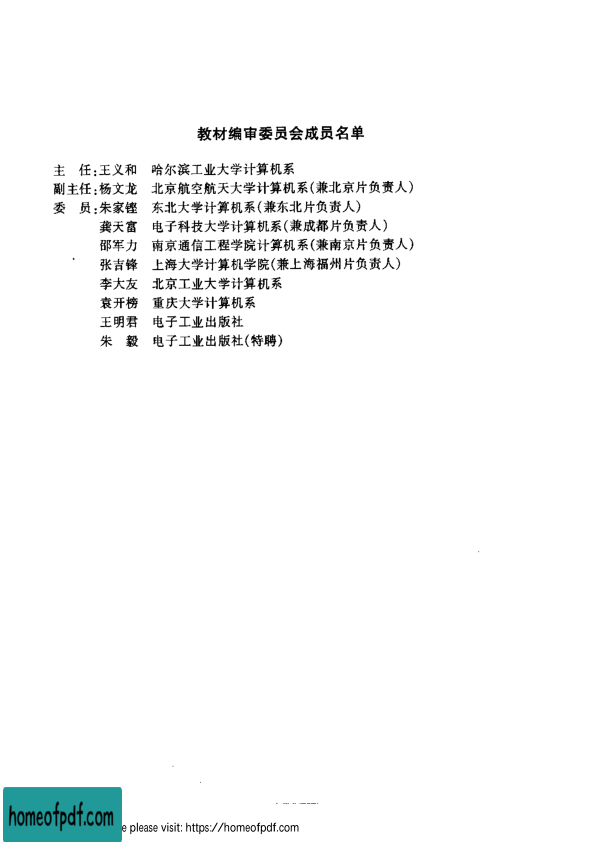 教材编审委员会成员名单
主　任:王义和　哈尔滨工业大学计算机系
副主任:杨文龙　北京航空航天大学计算机系(兼北京片负责人)
委　员:朱家铿　东北大学计算机系(兼东北片负责人)
龚天富　电子科技大学计算机系(兼成都片负责人)
邵军力　南京通信工程学院计算机系(兼南京片负责人)
张吉锋　上海大学计算机学院(兼上海福州片负责人)
李大友　北京工业大学计算机系
袁开榜　重庆大学计算机系
王明君　电子工业出版社
朱　毅　电子工业出版社(特聘)
homeofpdf.com
please visit: https://homeofpdf.com